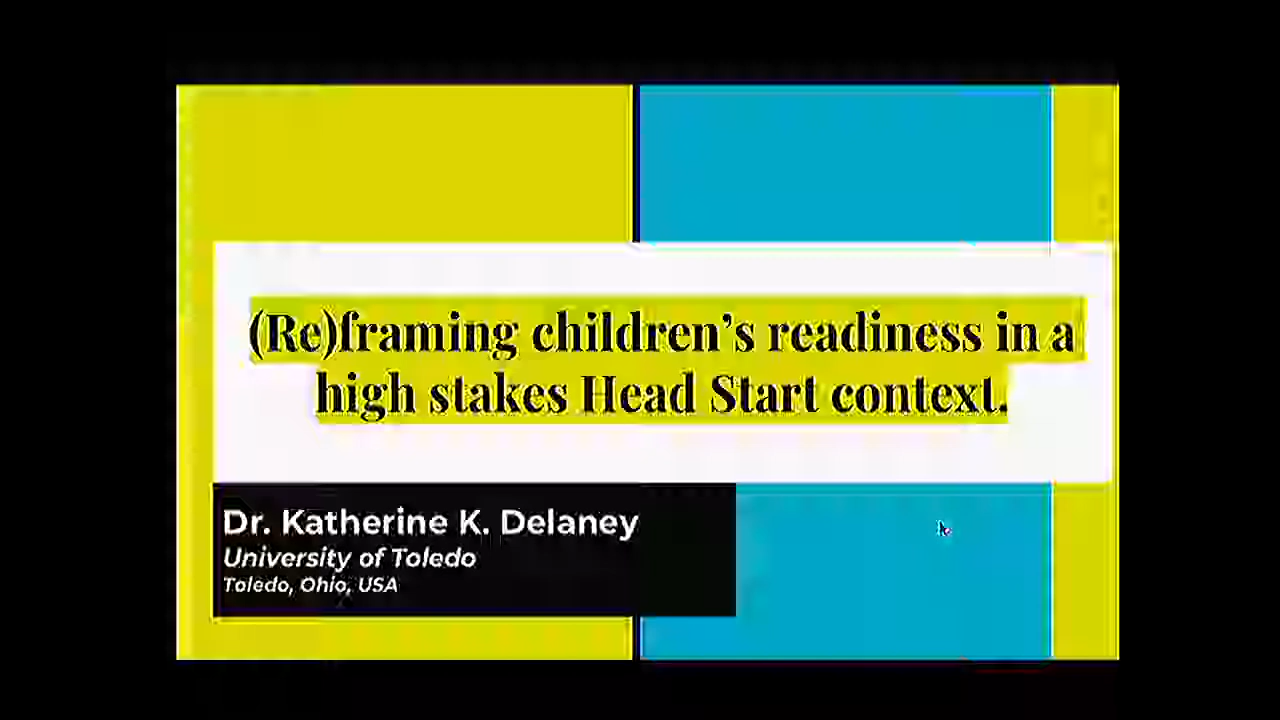 (Re)framing children’s readiness in a
high stakes Head Start context.
Dr. Katherine K. Delaney
University of Toledo
Toledo, Ohio, USA